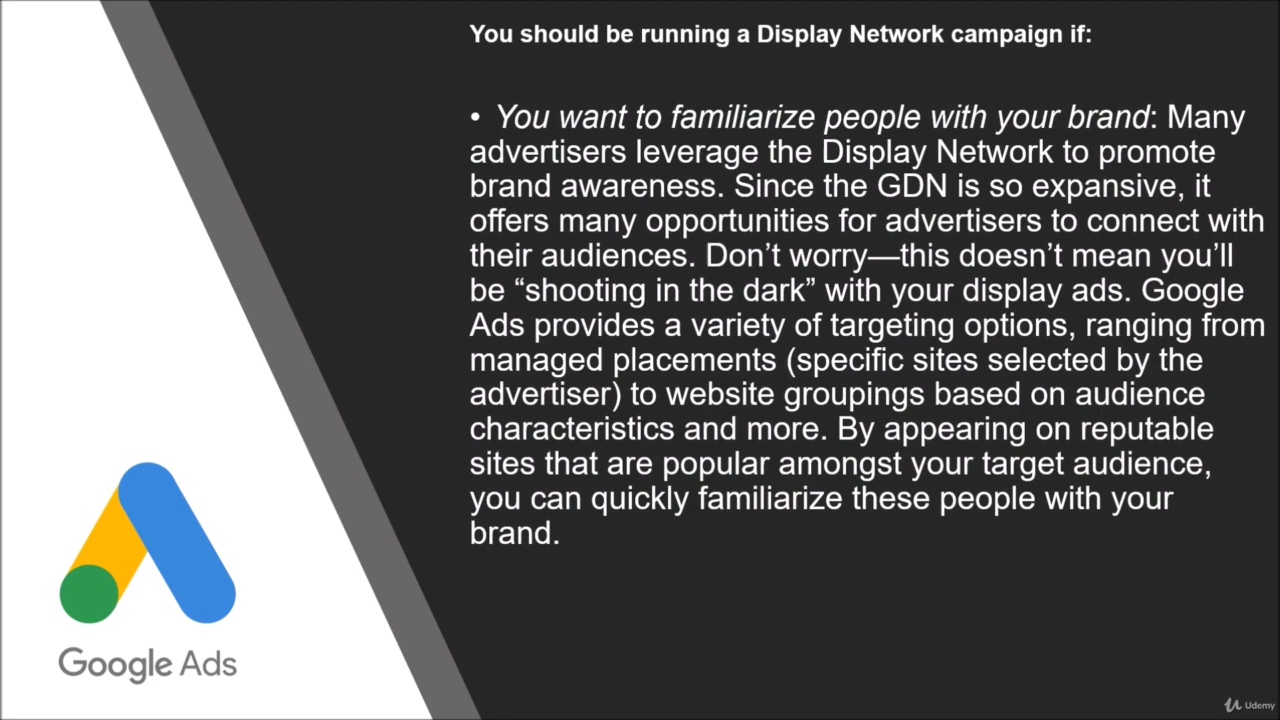 You should be running a Display Network campaign if:
• You want to familiarize people with your brand: Many
advertisers leverage the Display Network to promote
brand awareness. Since the GDN is so expansive, it
offers many opportunities for advertisers to connect with
their audiences. Don’t worry—this doesn’t mean you’ll
be “shooting in the dark” with your display ads. Google
Ads provides a variety of targeting options, ranging from
managed placements (specific sites selected by the
advertiser) to website groupings based on audience
characteristics and more. By appearing on reputable
sites that are popular amongst your target audience,
you can quickly familiarize these people with your
brand.
Google Ads
Udemy